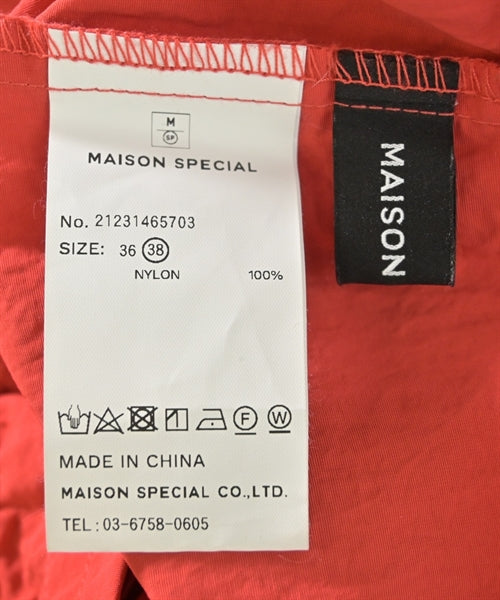 M
SP
MAISON SPECIAL
No. 21231465703
SIZE: 36 38
NYLON 100%
F W
MADE IN CHINA
MAISON SPECIAL CO.,LTD.
TEL : 03-6758-0605
MAISON